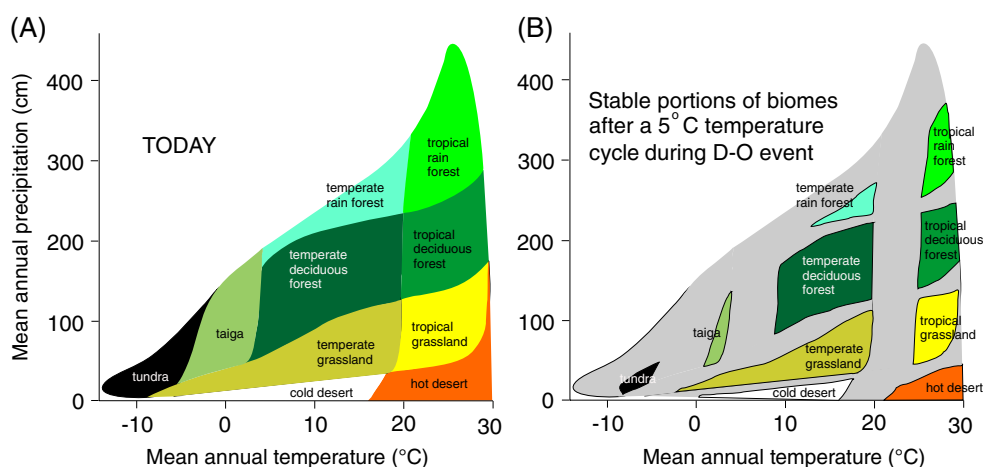 (A)
Mean annual precipitation (cm)
400
300
200
100
0
TODAY
tropical
rain
forest
temperate
rain forest
tropical
deciduous
forest
temperate
deciduous
forest
taiga
temperate
grassland
tropical
grassland
tundra
cold desert
hot desert
-10
0
10
20
30
Mean annual temperature (°C)
(B)
400
300
200
100
0
Stable portions of biomes
after a 5°C temperature
cycle during D-O event
tropical
rain
forest
temperate
rain forest
tropical
deciduous
forest
temperate
deciduous
forest
taiga
temperate
grassland
tropical
grassland
tundra
cold desert
hot desert
-10
0
10
20
30
Mean annual temperature (°C)